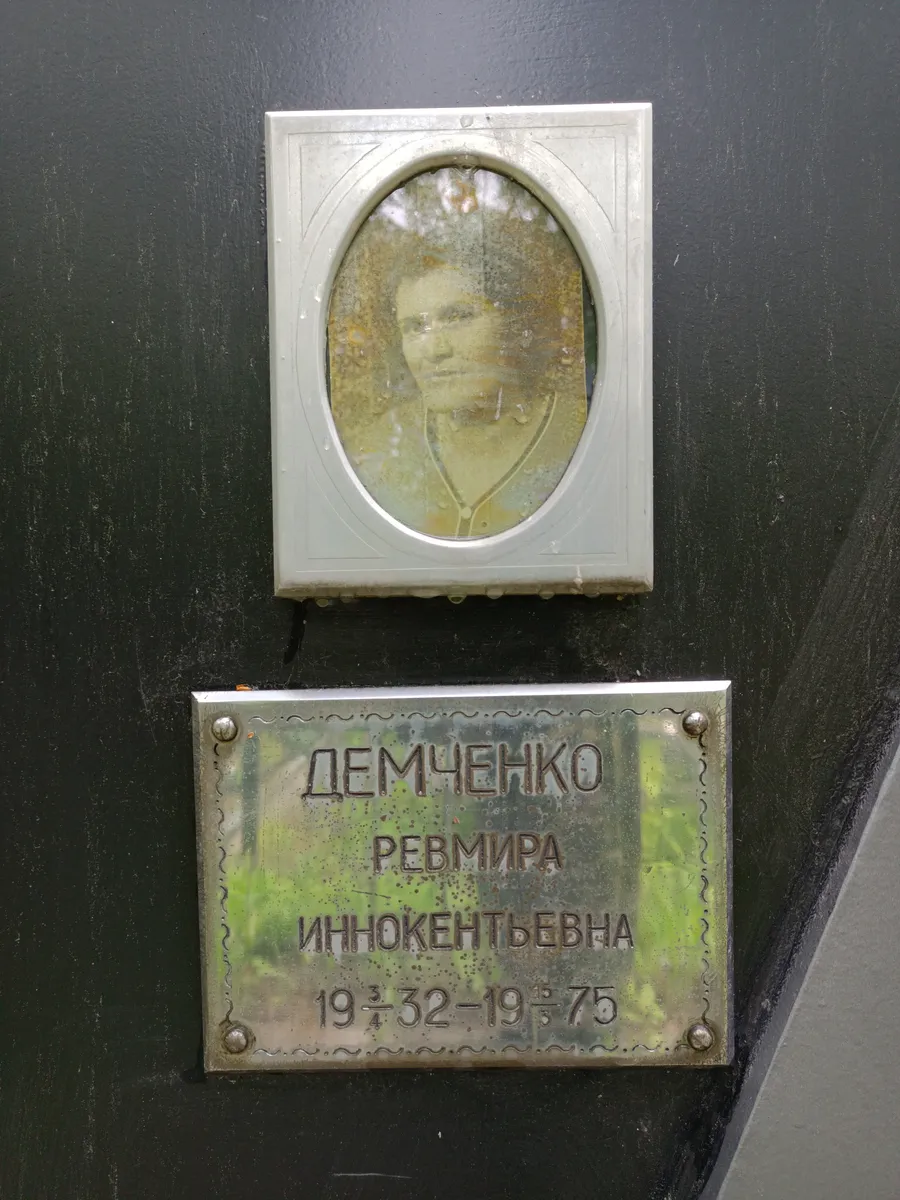 ДЕМЧЕНКО
РЕВМИРА
ИННОКЕНТЬЕВНА
19 3/4 32 – 19 15/5 75